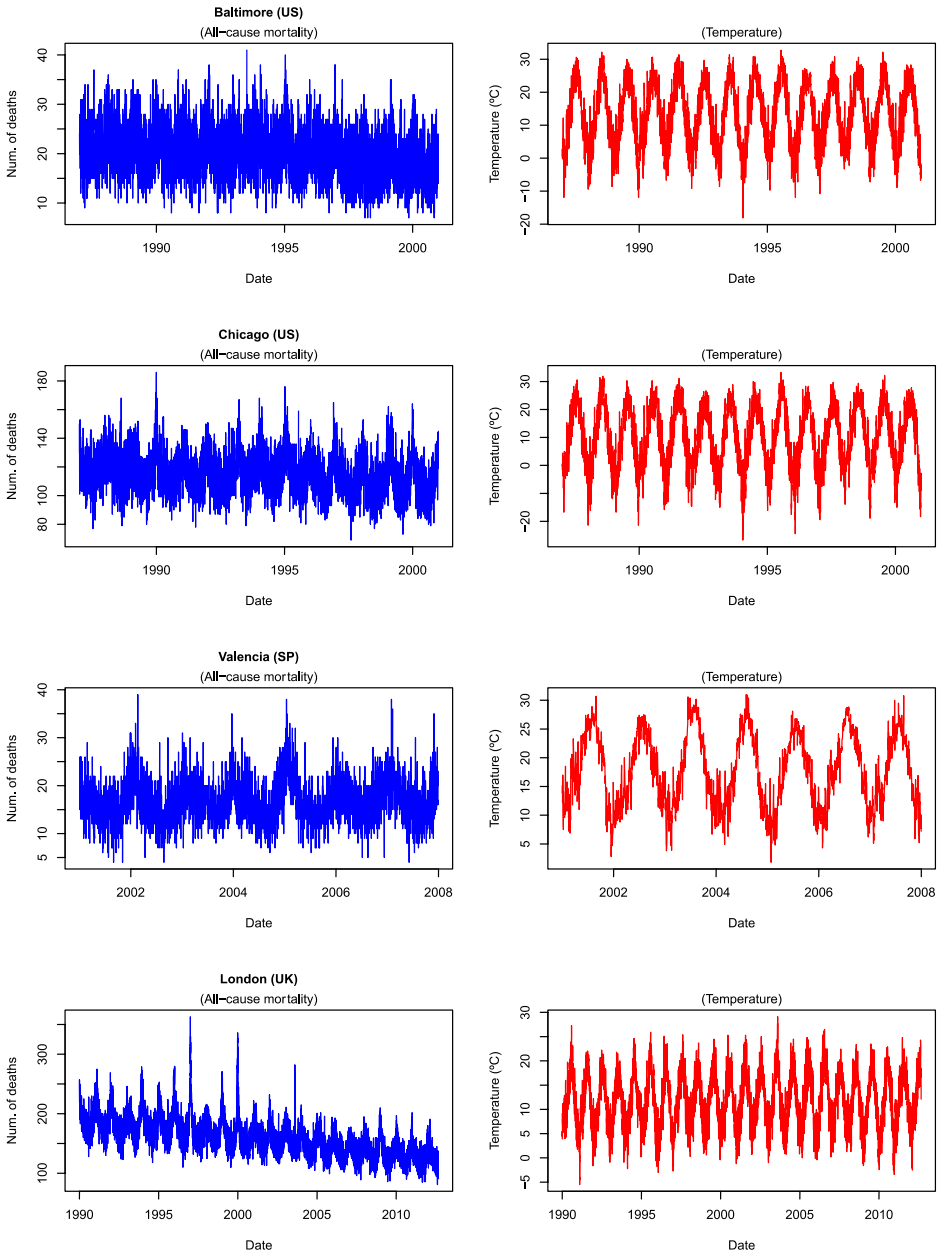 Baltimore (US)
(All−cause mortality)
Num. of deaths
10 20 30 40
1990 1995 2000
Date
(Temperature)
Temperature (ºC)
−20 −10 0 10 20 30
1990 1995 2000
Date
Chicago (US)
(All−cause mortality)
Num. of deaths
80 100 140 180
1990 1995 2000
Date
(Temperature)
Temperature (ºC)
−20 0 10 20 30
1990 1995 2000
Date
Valencia (SP)
(All−cause mortality)
Num. of deaths
5 10 20 30 40
2002 2004 2006 2008
Date
(Temperature)
Temperature (ºC)
5 10 15 20 25 30
2002 2004 2006 2008
Date
London (UK)
(All−cause mortality)
Num. of deaths
100 200 300
1990 1995 2000 2005 2010
Date
(Temperature)
Temperature (ºC)
−5 0 5 10 20 30
1990 1995 2000 2005 2010
Date